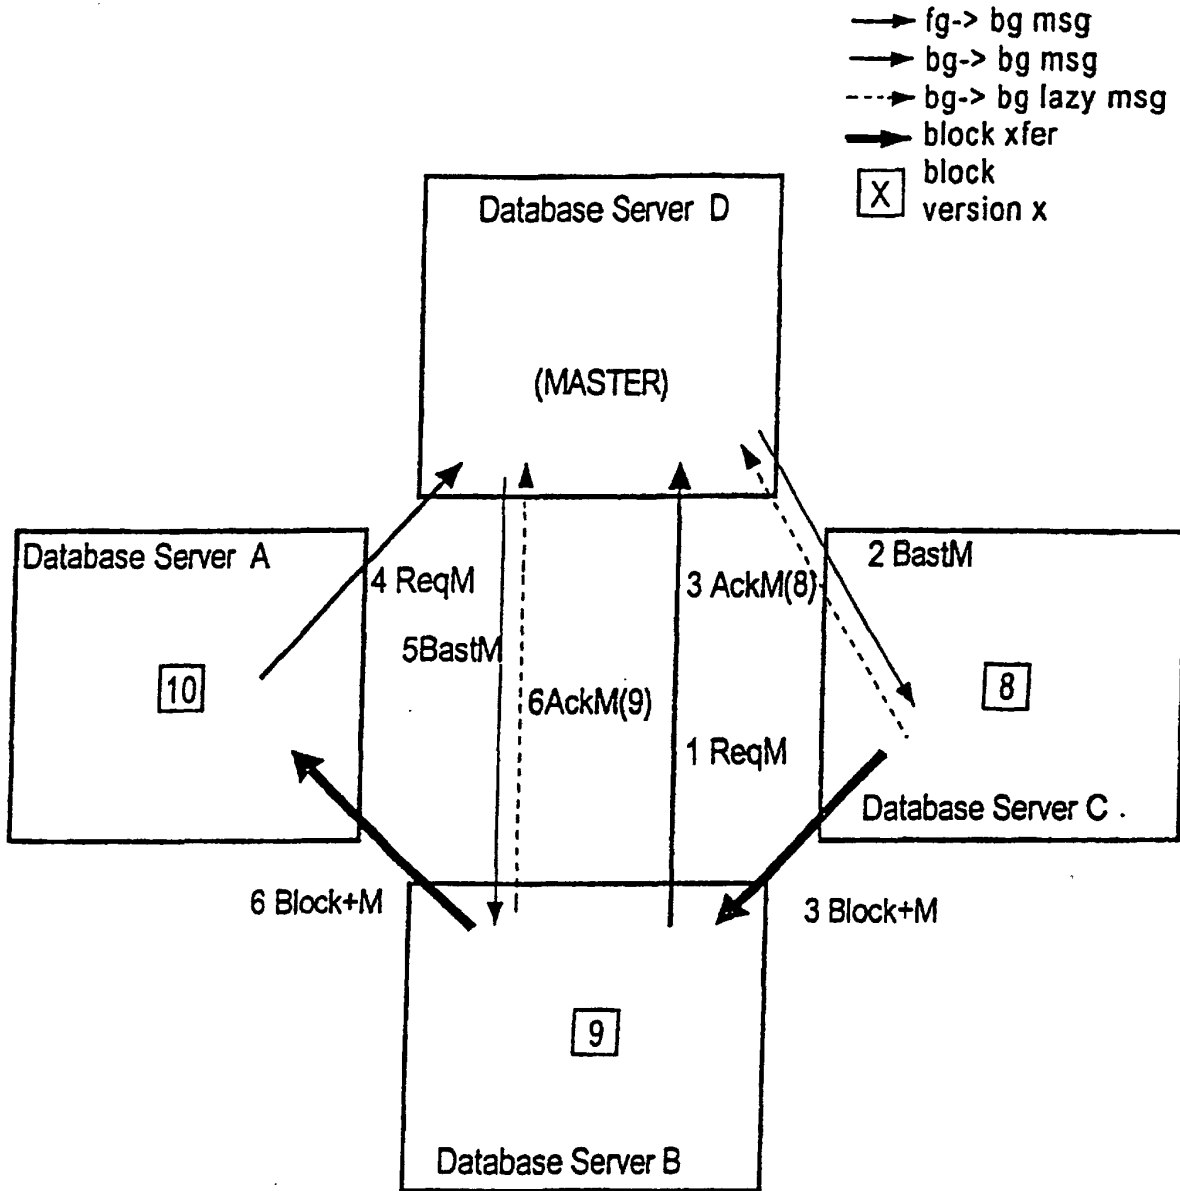 fg-> bg msg
bg-> bg msg
bg-> bg lazy msg
block xfer
X
block
version x
Database Server D
(MASTER)
Database Server A
4 ReqM
3 AckM(8)
2 BastM
5BastM
10
6AckM(9)
8
1 ReqM
Database Server C
6 Block+M
3 Block+M
9
Database Server B